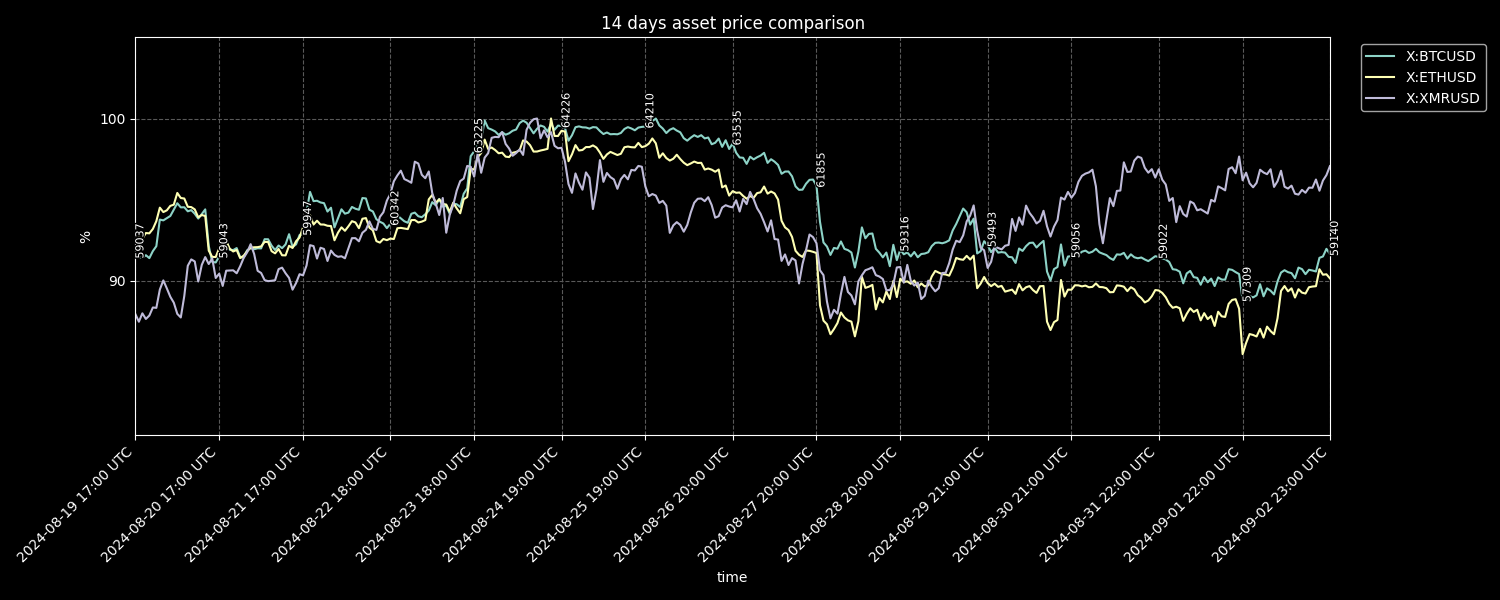 14 days asset price comparison
X:BTCUSD
X:ETHUSD
X:XMRUSD
100
90
%
59037
59043
59947
60342
63225
64226
64210
63535
61855
59316
59493
59056
59022
57309
59140
2024-08-19 17:00 UTC
2024-08-20 17:00 UTC
2024-08-21 17:00 UTC
2024-08-22 18:00 UTC
2024-08-23 18:00 UTC
2024-08-24 19:00 UTC
2024-08-25 19:00 UTC
2024-08-26 20:00 UTC
2024-08-27 20:00 UTC
2024-08-28 20:00 UTC
2024-08-29 21:00 UTC
2024-08-30 21:00 UTC
2024-08-31 22:00 UTC
2024-09-01 22:00 UTC
2024-09-02 23:00 UTC
time